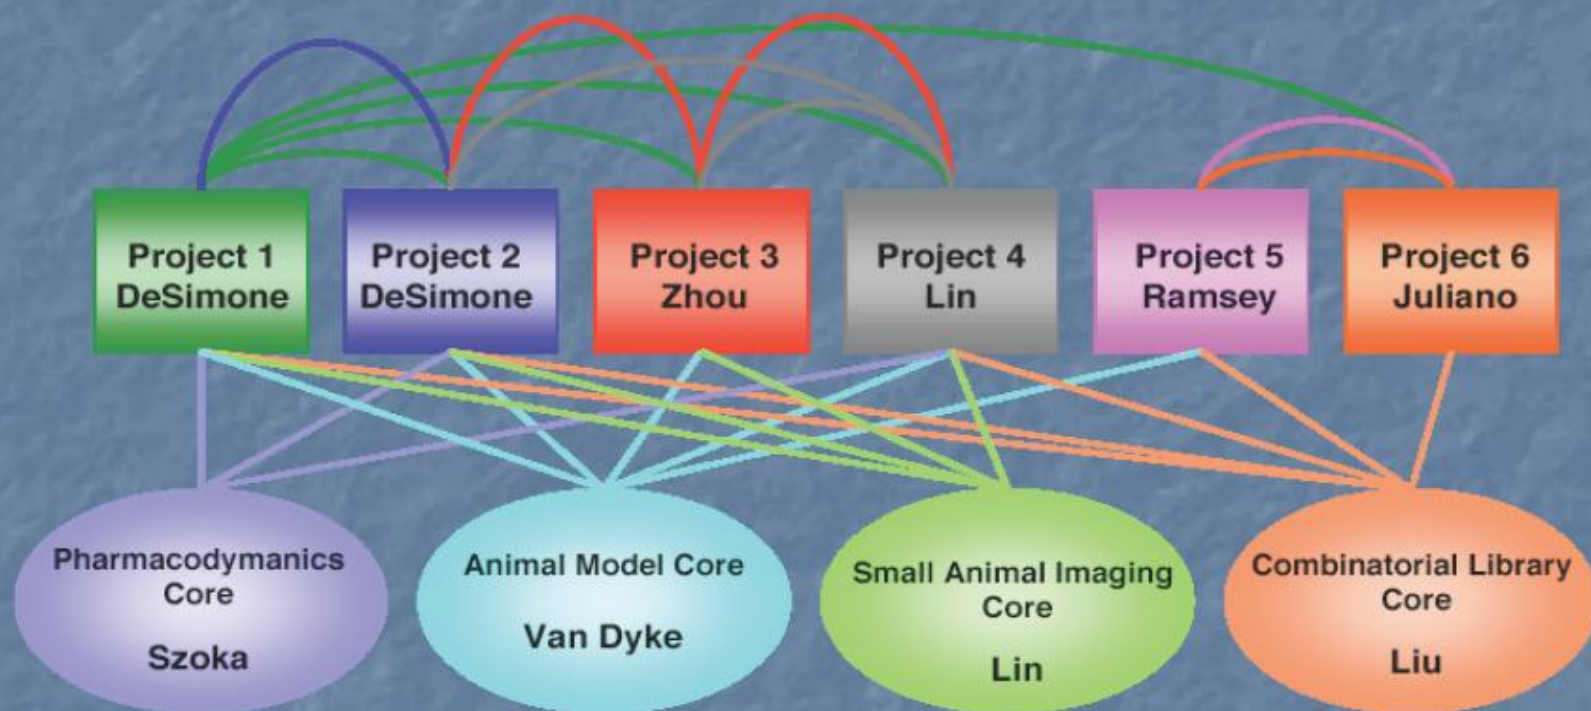 Project 1
DeSimone
Project 2
DeSimone
Project 3
Zhou
Project 4
Lin
Project 5
Ramsey
Project 6
Juliano
Pharmacodymanics
Core
Szoka
Animal Model Core
Van Dyke
Small Animal Imaging
Core
Lin
Combinatorial Library
Core
Liu